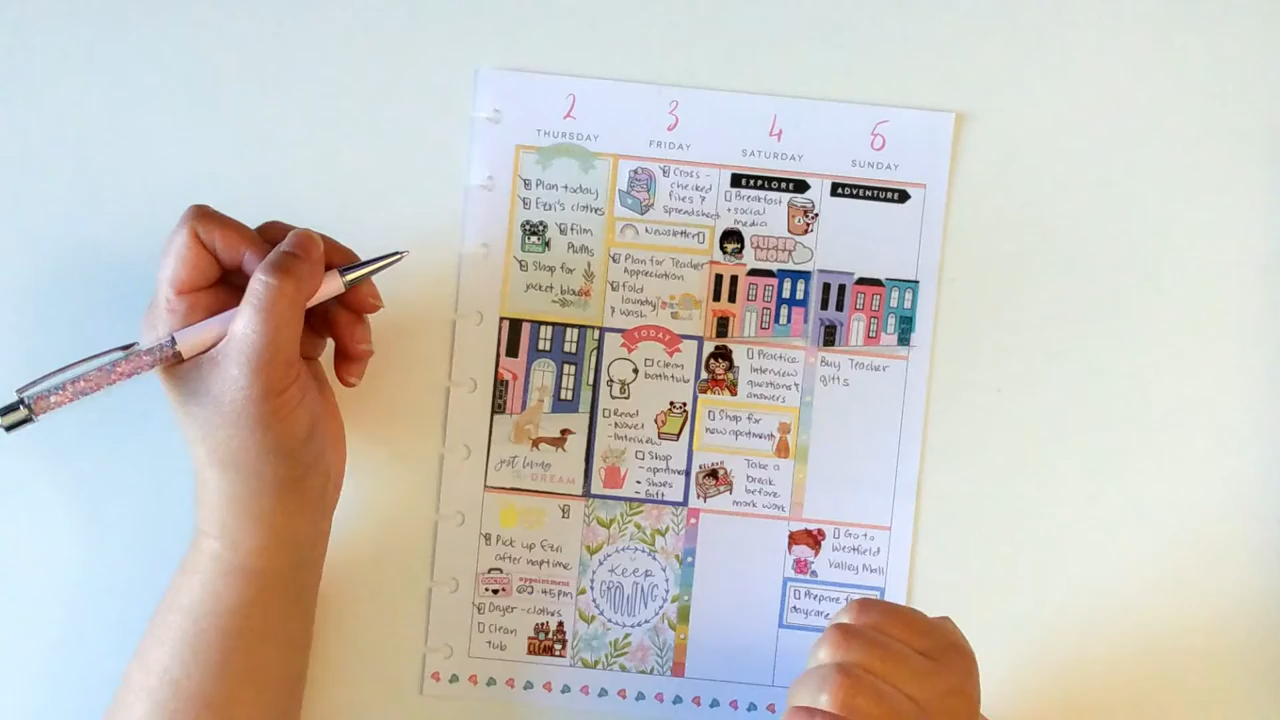 2
THURSDAY
3
FRIDAY
4
SATURDAY
5
SUNDAY
Plan today
Ezri's clothes
film
Plums
Shop for
jacket, blouse
Cross-
checked
files &
Spreadsheet
Newsletter
Plan for Teacher
Appreciation
fold
laundry
& wash
EXPLORE
Breakfast
+ social
media
SUPER
MOM
ADVENTURE
just living
DREAM
TODAY
Clean
bathtub
Read
- Novel
- Interview
Shop
- apartment
- Shoes
- Gift
Practice
Interview
questions &
answers
Shop for
new apartment
RELAX!!
Take a
break
before
work
Buy Teacher
gifts
Pick up Ezri
after naptime
DOCTOR
appointment
@ :45pm
Dryer - clothes
Clean
tub
CLEAN
Keep
GROWING
Go to
Westfield
Valley Mall
Prepare
daycare